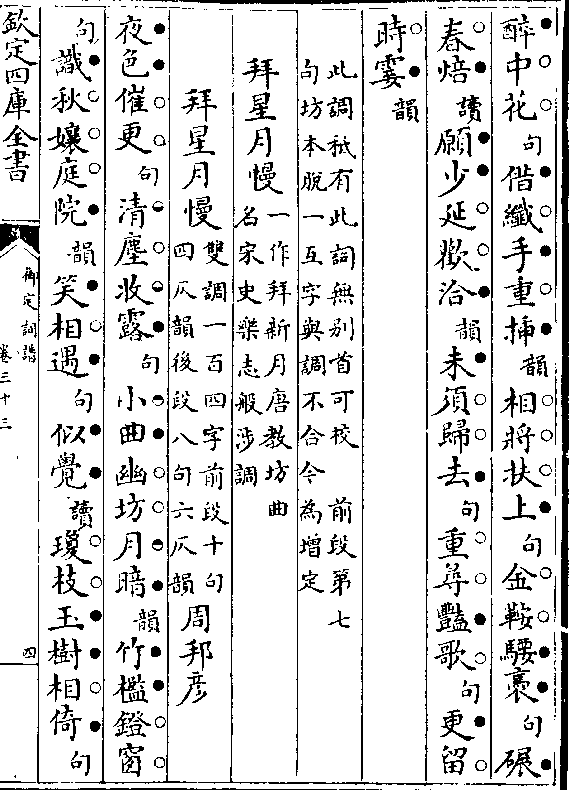 醉中花句借纖手重揷韻相將扶上句金鞍騕褭句碾
春焙讀願少延歡洽韻未須歸去句重尋豔歌句更留
時霎韻
此調祇有此詞無别首可校　前段第七
句坊本脫一互字與調不合今為增定
拜星月慢一作拜新月唐教坊曲
名宋史樂志般涉調
拜星月慢雙調一百四字前段十句
四仄韻後段八句六仄韻周邦彦
夜色催更句清塵收露句小曲幽坊月暗韻竹檻鐙窗
句識秋孃庭院韻笑相遇句似覺讀瓊枝玉樹相倚句
欽定四庫全書
御定詞譜
卷三十三
四